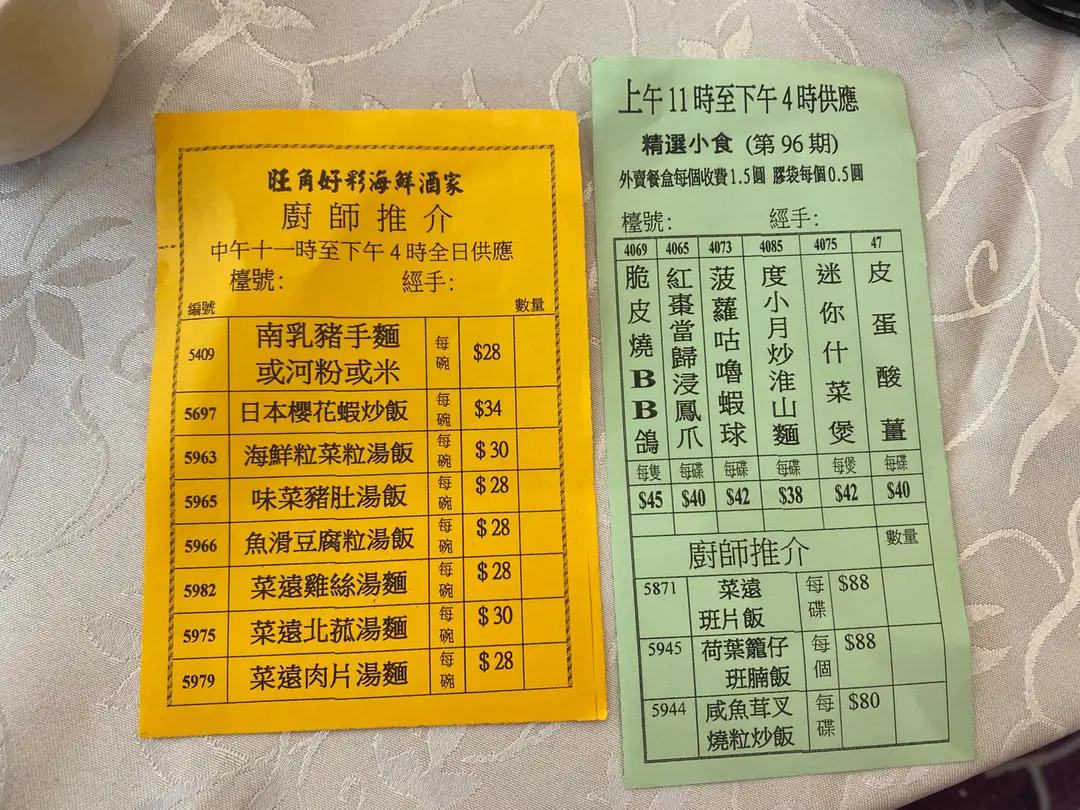 旺角好彩海鮮酒家
廚師推介
中午十一時至下午4時全日供應
檯號： 經手：
編號 數量
5409 南乳豬手麵 或河粉或米 每碗 $28
5697 日本櫻花蝦炒飯 每碗 $34
5963 海鮮粒菜粒湯飯 每碗 $30
5965 味菜豬肚湯飯 每碗 $28
5966 魚滑豆腐粒湯飯 每碗 $28
5982 菜遠雞絲湯麵 每碗 $28
5975 菜遠北菰湯麵 每碗 $30
5979 菜遠肉片湯麵 每碗 $28
上午11時至下午4時供應
精選小食 (第96期)
外賣餐盒每個收費1.5圓 膠袋每個0.5圓
檯號： 經手：
4069 4065 4073 4085 4075 47
脆皮燒BB鴿
紅棗當歸浸鳳爪
菠蘿咕嚕蝦球
度小月炒淮山麵
迷你什菜煲
皮蛋酸薑
每隻 每碟 每碟 每碟 每煲 每碟
$45 $40 $42 $38 $42 $40
廚師推介 數量
5871 菜遠 班片飯 每碟 $88
5945 荷葉籠仔 班腩飯 每個 $88
5944 咸魚茸叉 燒粒炒飯 每碟 $80